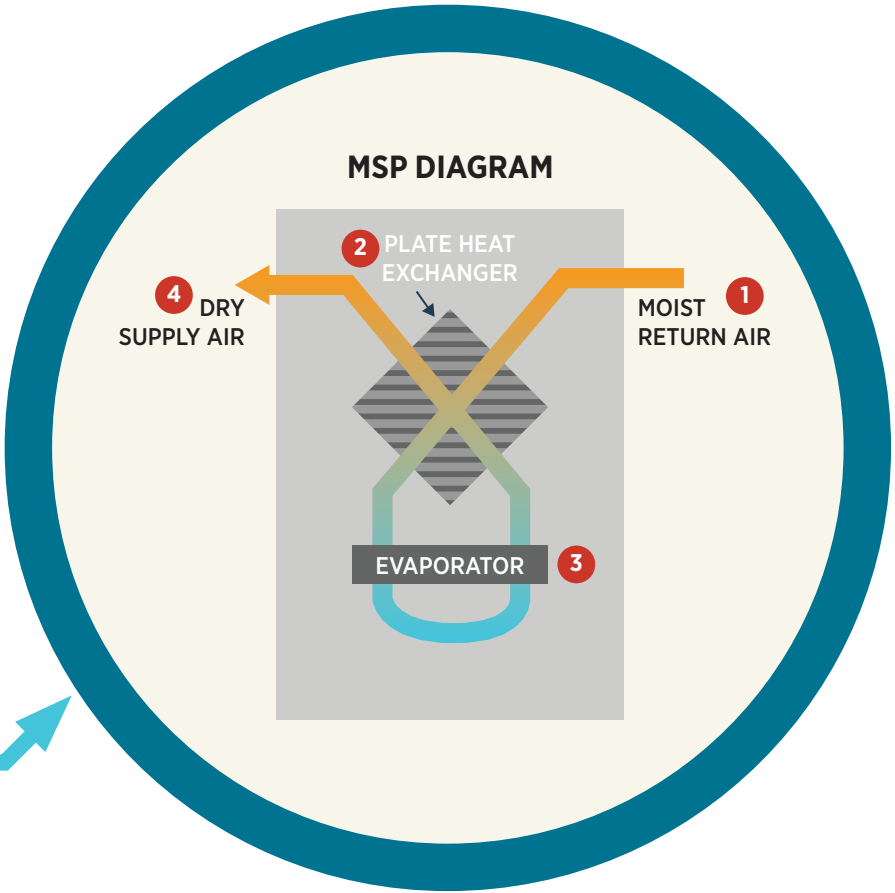 MSP DIAGRAM
2 PLATE HEAT
EXCHANGER
4 DRY
SUPPLY AIR
MOIST 1
RETURN AIR
EVAPORATOR 3